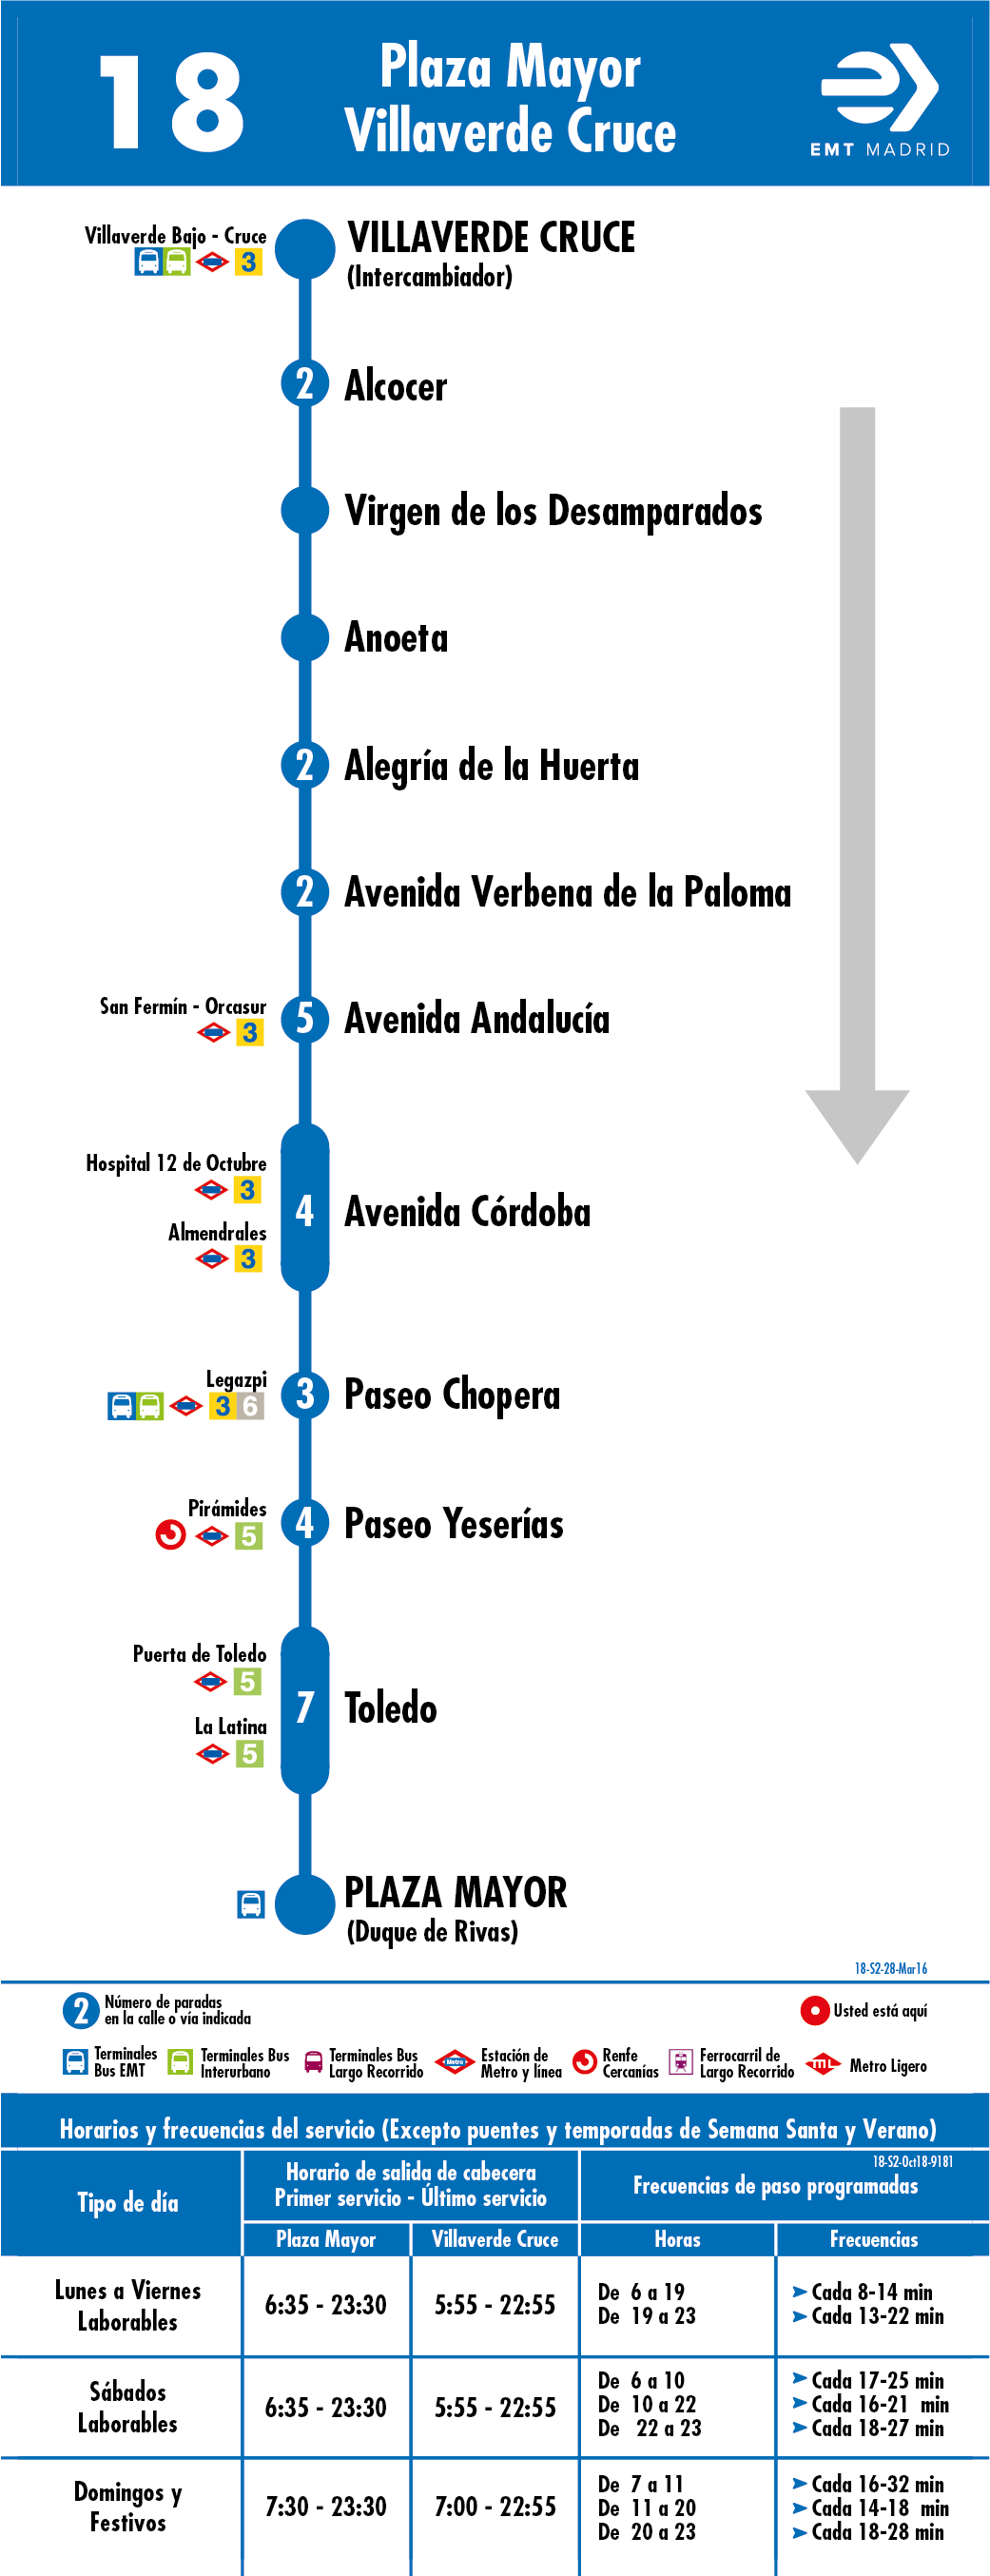 18
Plaza Mayor
Villaverde Cruce
EMT MADRID
Villaverde Bajo - Cruce
3
VILLAVERDE CRUCE
(Intercambiador)
2
Alcocer
Virgen de los Desamparados
Anoeta
2
Alegría de la Huerta
2
Avenida Verbena de la Paloma
San Fermín - Orcasur
3
5
Avenida Andalucía
Hospital 12 de Octubre
3
Almendrales
3
4
Avenida Córdoba
Legazpi
3 6
3
Paseo Chopera
Pirámides
5
4
Paseo Yeserías
Puerta de Toledo
5
La Latina
5
7
Toledo
PLAZA MAYOR
(Duque de Rivas)
18-S2-28-Mar16
2
Número de paradas
en la calle o vía indicada
Usted está aquí
Terminales
Bus EMT
Terminales Bus
Interurbano
Terminales Bus
Largo Recorrido
Metro
Estación de
Metro y línea
Renfe
Cercanías
Ferrocarril de
Largo Recorrido
ML
Metro Ligero
Horarios y frecuencias del servicio (Excepto puentes y temporadas de Semana Santa y Verano)
18-S2-Oct18-9181
Tipo de día
Horario de salida de cabecera
Primer servicio - Último servicio
Frecuencias de paso programadas
Plaza Mayor
Villaverde Cruce
Horas
Frecuencias
Lunes a Viernes
Laborables
6:35 - 23:30
5:55 - 22:55
De 6 a 19
Cada 8-14 min
De 19 a 23
Cada 13-22 min
Sábados
Laborables
6:35 - 23:30
5:55 - 22:55
De 6 a 10
Cada 17-25 min
De 10 a 22
Cada 16-21 min
De 22 a 23
Cada 18-27 min
Domingos y
Festivos
7:30 - 23:30
7:00 - 22:55
De 7 a 11
Cada 16-32 min
De 11 a 20
Cada 14-18 min
De 20 a 23
Cada 18-28 min